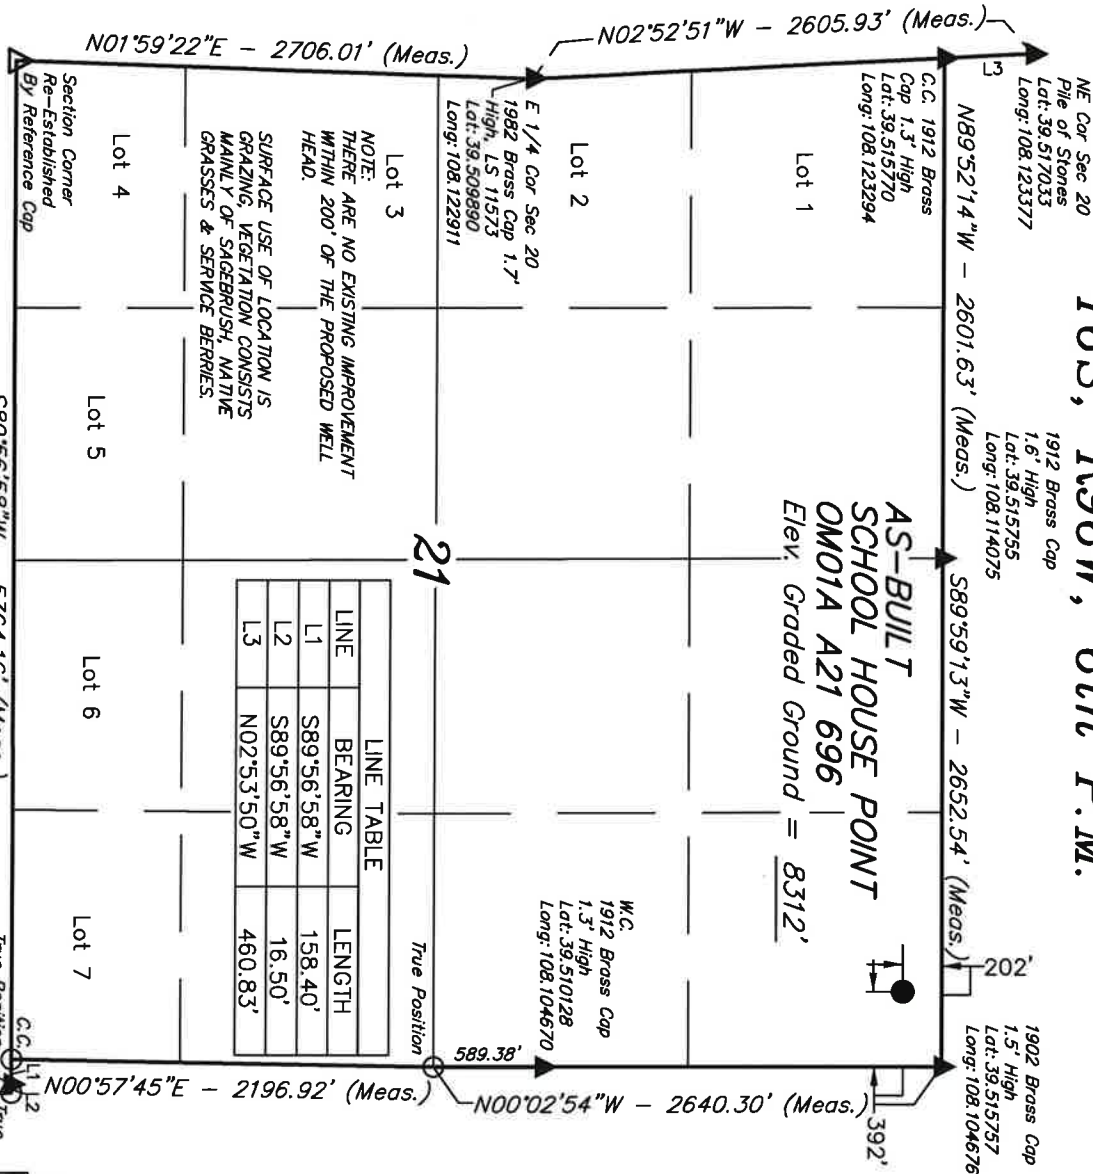 NE Cor Sec 20
Pile of Stones
Lat: 39.517033
Long: 108.123377
R98W, 6th P.M.
L3
N02°52'51"W - 2605.93' (Meas.)
C.C. 1912 Brass
Cap 1.3' High
Lat: 39.515770
Long: 108.123294
N89°52'14"W - 2601.63' (Meas.)
1912 Brass Cap
1.6' High
Lat: 39.515755
Long: 108.114075
S89°59'13"W - 2652.54' (Meas.)
202'
1902 Brass Cap
1.5' High
Lat: 39.515757
Long: 108.104676
392'
Lot 1
AS-BUILT
SCHOOL HOUSE POINT
OM01A A21 696
Elev. Graded Ground = 8312'
Lot 2
E 1/4 Cor Sec 20
1982 Brass Cap 1.7'
High, LS 11573
Lat: 39.509890
Long: 108.122911
W.C.
1912 Brass Cap
1.3' High
Lat: 39.510128
Long: 108.104670
N00°02'54"W - 2640.30' (Meas.)
589.38'
True Position
21
N01°59'22"E - 2706.01' (Meas.)
Lot 3
NOTE:
THERE ARE NO EXISTING IMPROVEMENT
WITHIN 200' OF THE PROPOSED WELL
HEAD.
SURFACE USE OF LOCATION IS
GRAZING, VEGETATION CONSISTS
MAINLY OF SAGEBRUSH, NATIVE
GRASSES & SERVICE BERRIES.
LINE TABLE
LINE BEARING LENGTH
L1 S89°56'58"W 158.40'
L2 S89°56'58"W 16.50'
L3 N02°53'50"W 460.83'
N00°57'45"E - 2196.92' (Meas.)
Lot 4
Lot 5
Lot 6
Lot 7
Section Corner
Re-Established
By Reference Cap
C.C.
L1
L2
True Position
True
S89°56'58"W (Meas.)